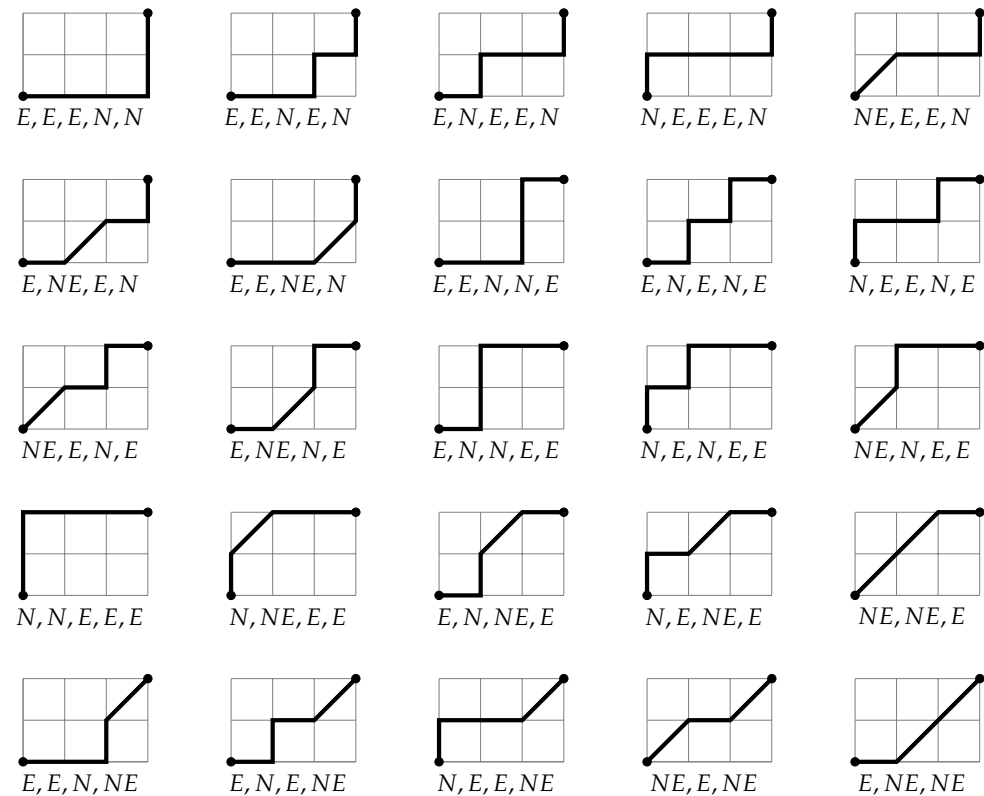 E, E, E, N, N
E, E, N, E, N
E, N, E, E, N
N, E, E, E, N
NE, E, E, N
E, NE, E, N
E, E, NE, N
E, E, N, N, E
E, N, E, N, E
N, E, E, N, E
NE, E, N, E
E, NE, N, E
E, N, N, E, E
N, E, N, E, E
NE, N, E, E
N, N, E, E, E
N, NE, E, E
E, N, NE, E
N, E, NE, E
NE, NE, E
E, E, N, NE
E, N, E, NE
N, E, E, NE
NE, E, NE
E, NE, NE